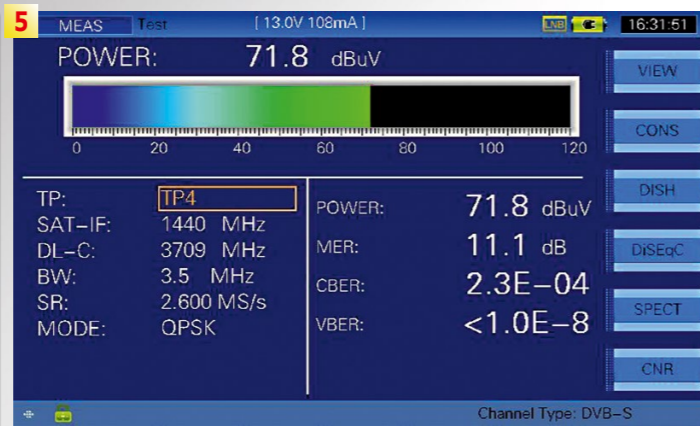 5
MEAS Test [ 13.0V 108mA ] LNB 16:31:51
POWER: 71.8 dBuV
0 20 40 60 80 100 120
TP: TP4
SAT-IF: 1440 MHz
DL-C: 3709 MHz
BW: 3.5 MHz
SR: 2.600 MS/s
MODE: QPSK
POWER: 71.8 dBuV
MER: 11.1 dB
CBER: 2.3E-04
VBER: <1.0E-8
VIEW
CONS
DISH
DiSEqC
SPECT
CNR
Channel Type: DVB-S